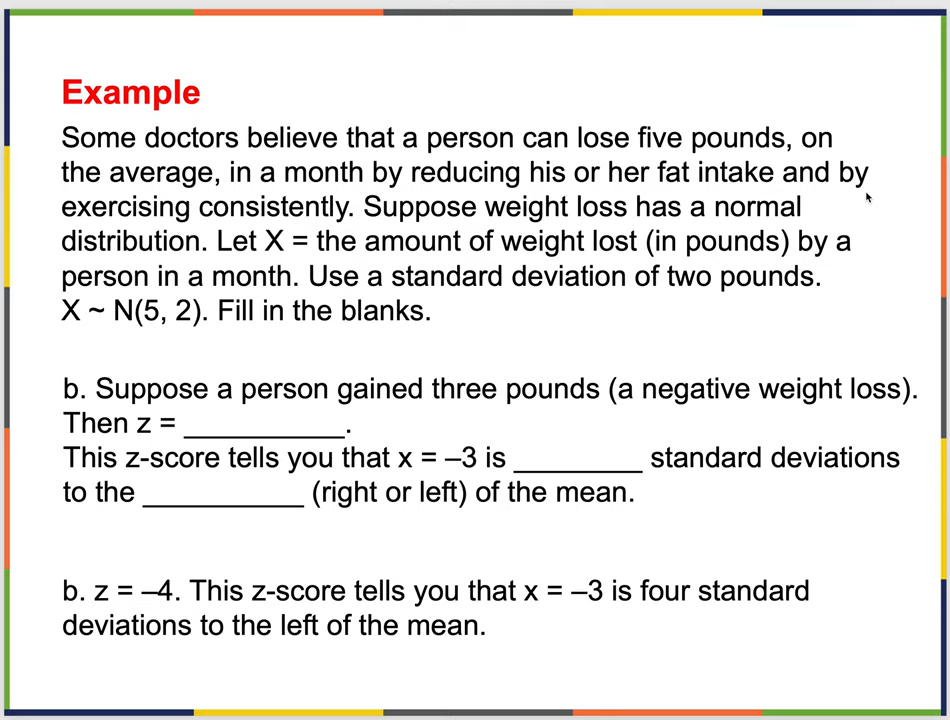 Example
Some doctors believe that a person can lose five pounds, on
the average, in a month by reducing his or her fat intake and by
exercising consistently. Suppose weight loss has a normal
distribution. Let X = the amount of weight lost (in pounds) by a
person in a month. Use a standard deviation of two pounds.
X ~ N(5, 2). Fill in the blanks.
b. Suppose a person gained three pounds (a negative weight loss).
Then z = __________.
This z-score tells you that x = –3 is ________ standard deviations
to the __________ (right or left) of the mean.
b. z = –4. This z-score tells you that x = –3 is four standard
deviations to the left of the mean.